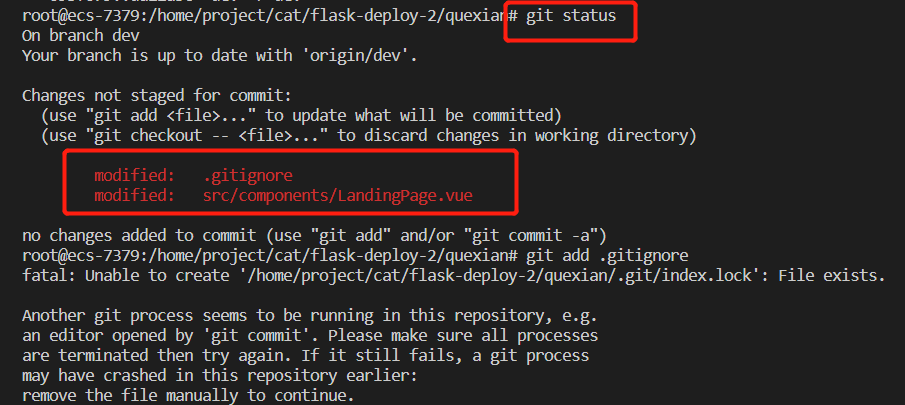 root@ecs-7379:/home/project/cat/flask-deploy-2/quexian# git status
On branch dev
Your branch is up to date with 'origin/dev'.
Changes not staged for commit:
(use "git add <file>..." to update what will be committed)
(use "git checkout -- <file>..." to discard changes in working directory)
modified: .gitignore
modified: src/components/LandingPage.vue
no changes added to commit (use "git add" and/or "git commit -a")
root@ecs-7379:/home/project/cat/flask-deploy-2/quexian# git add .gitignore
fatal: Unable to create '/home/project/cat/flask-deploy-2/quexian/.git/index.lock': File exists.
Another git process seems to be running in this repository, e.g.
an editor opened by 'git commit'. Please make sure all processes
are terminated then try again. If it still fails, a git process
may have crashed in this repository earlier:
remove the file manually to continue.